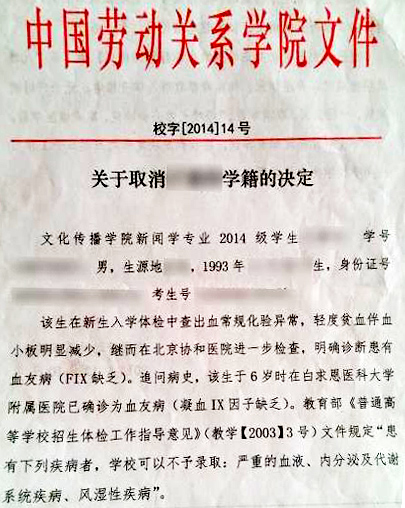 中国劳动关系学院文件
校字[2014]14号
关于取消 学籍的决定
文化传播学院新闻学专业 2014 级学生 学号
男，生源地 ，1993 年 生，身份证号
考生号
该生在新生入学体检中查出血常规化验异常，轻度贫血伴血
小板明显减少，继而在北京协和医院进一步检查，明确诊断患有
血友病（FIX缺乏）。追问病史，该生于 6 岁时在白求恩医科大学
附属医院已确诊为血友病（凝血IX因子缺乏）。教育部《普通高
等学校招生体检工作指导意见》（教学【2003】3 号）文件规定“患
有下列疾病者，学校可以不予录取：严重的血液、内分泌及代谢
系统疾病、风湿性疾病”。